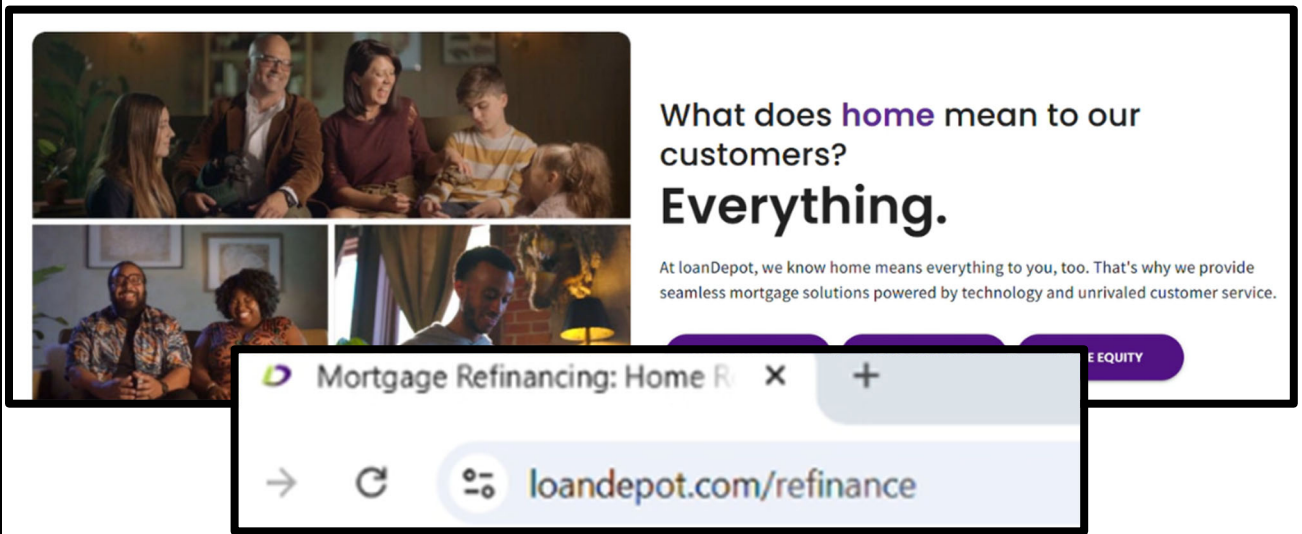 What does home mean to our
customers?
Everything.
At loanDepot, we know home means everything to you, too. That's why we provide
seamless mortgage solutions powered by technology and unrivaled customer service.
EQUITY
Mortgage Refinancing: Home
loandepot.com/refinance